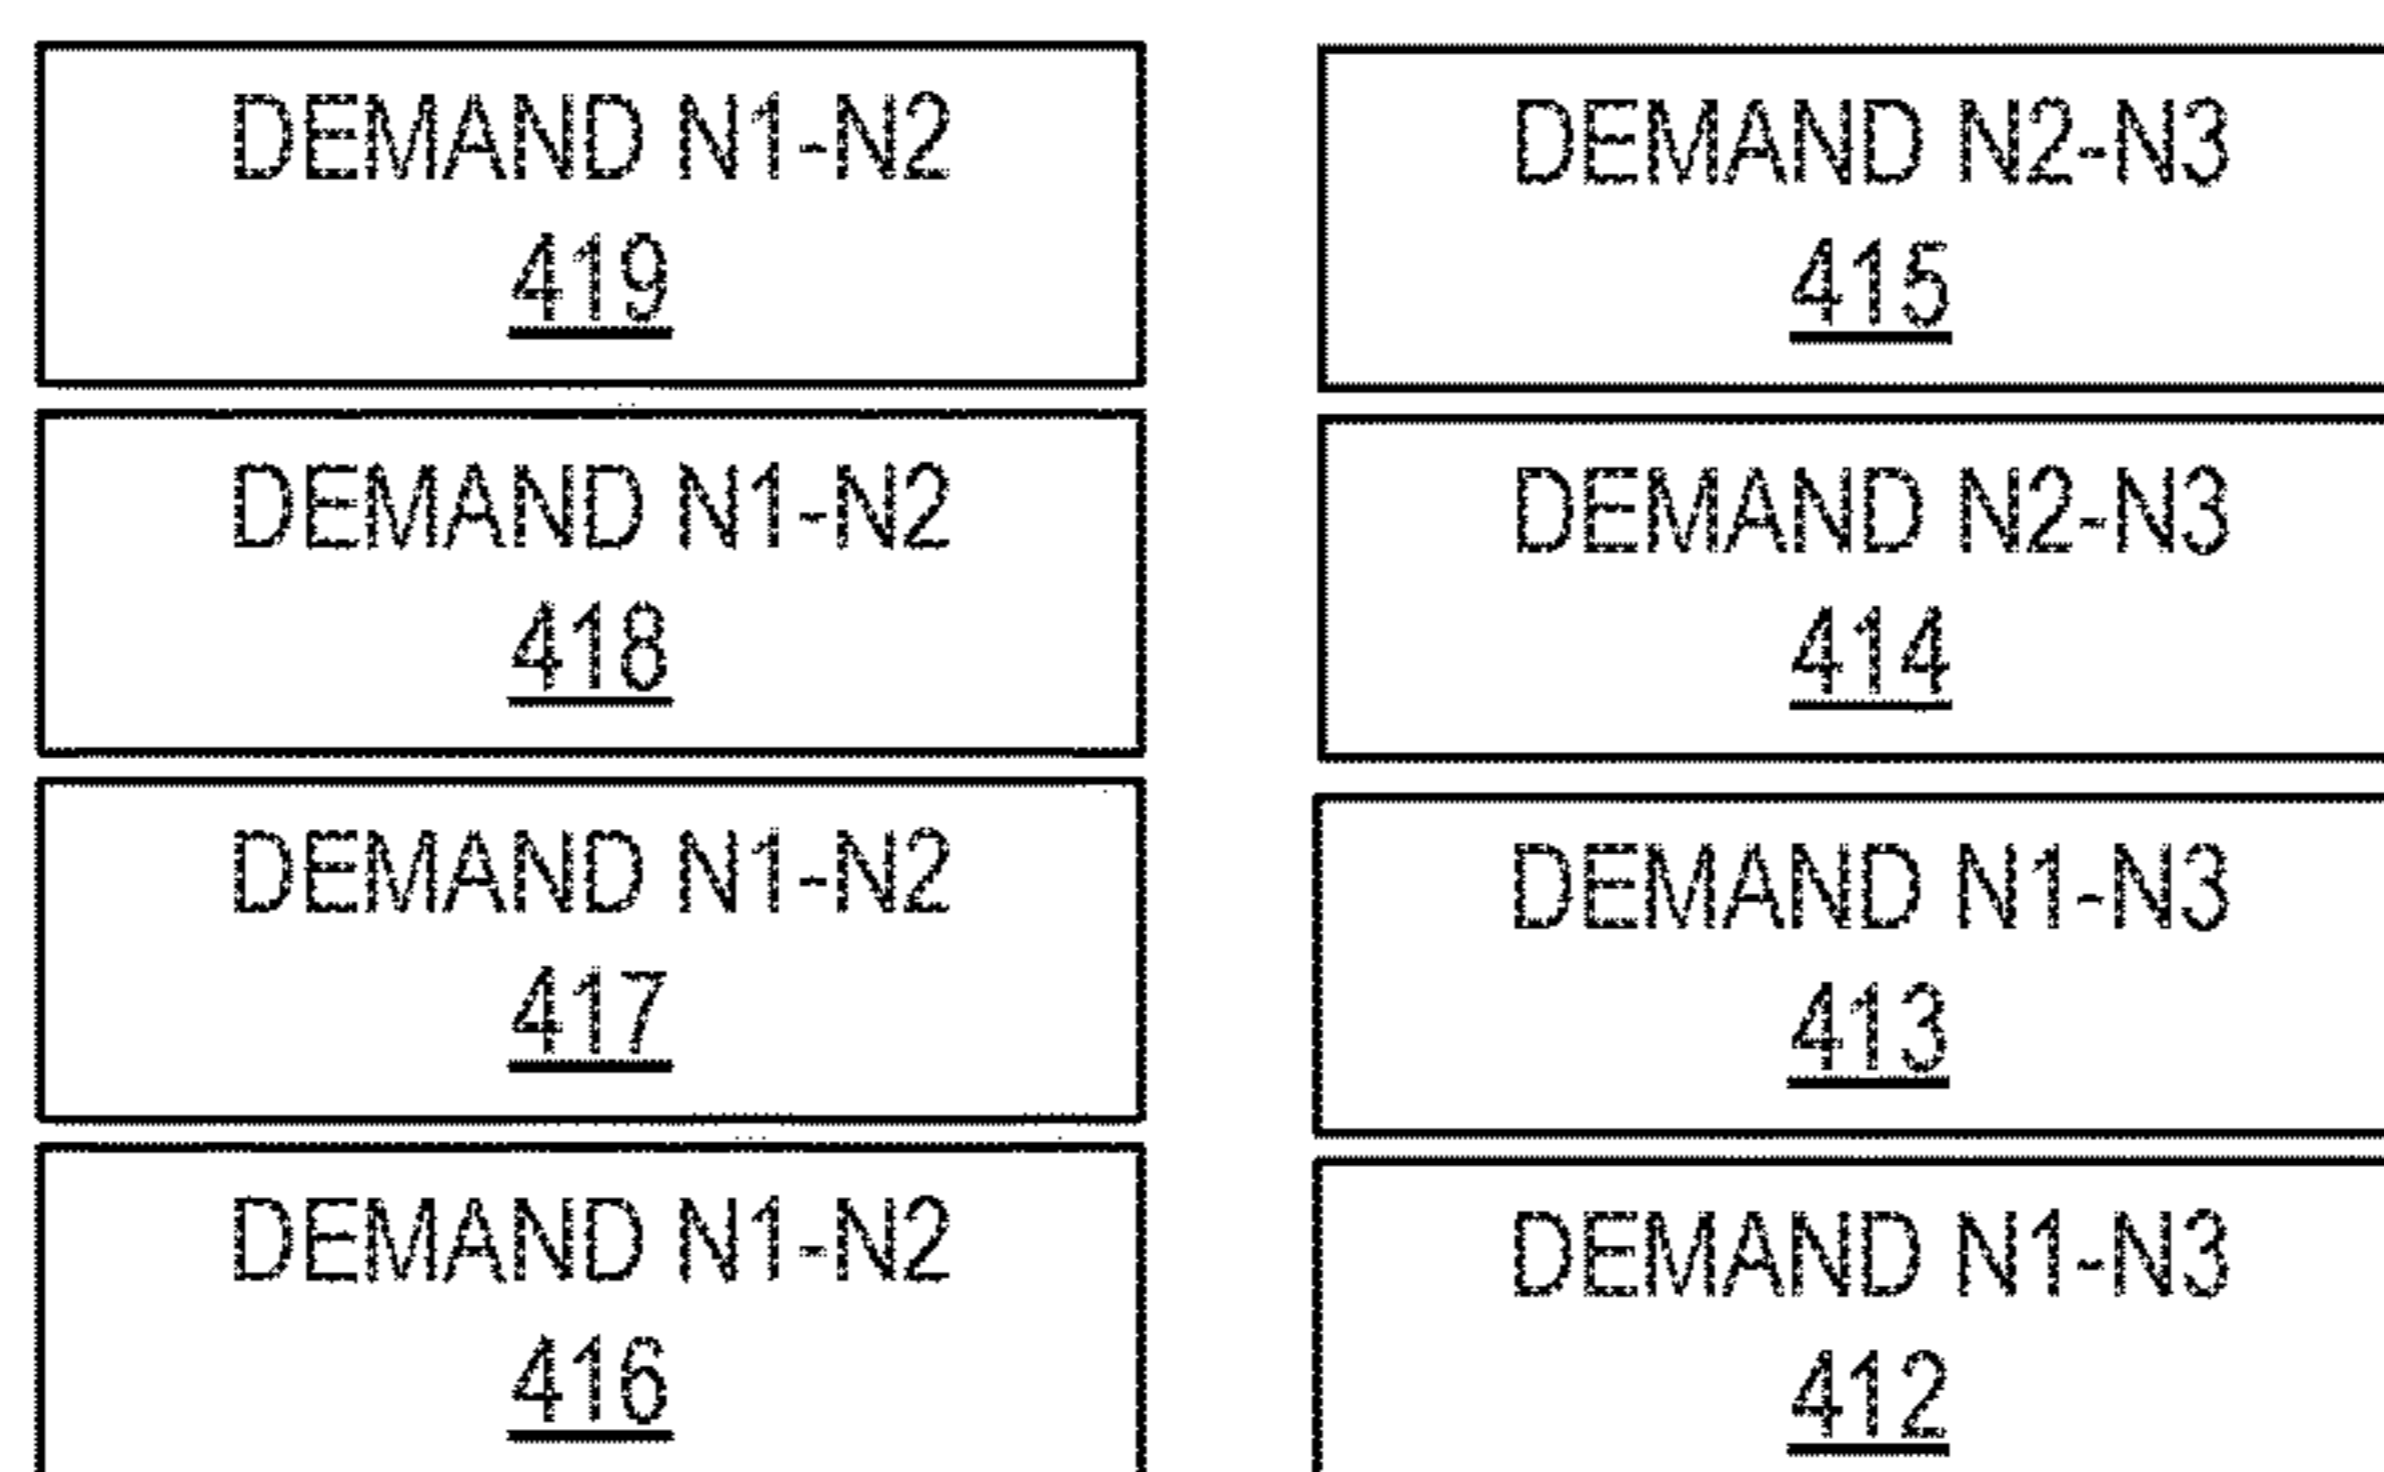 DEMAND N1-N2
419
DEMAND N1-N2
418
DEMAND N1-N2
417
DEMAND N1-N2
416
DEMAND N2-N3
415
DEMAND N2-N3
414
DEMAND N1-N3
413
DEMAND N1-N3
412